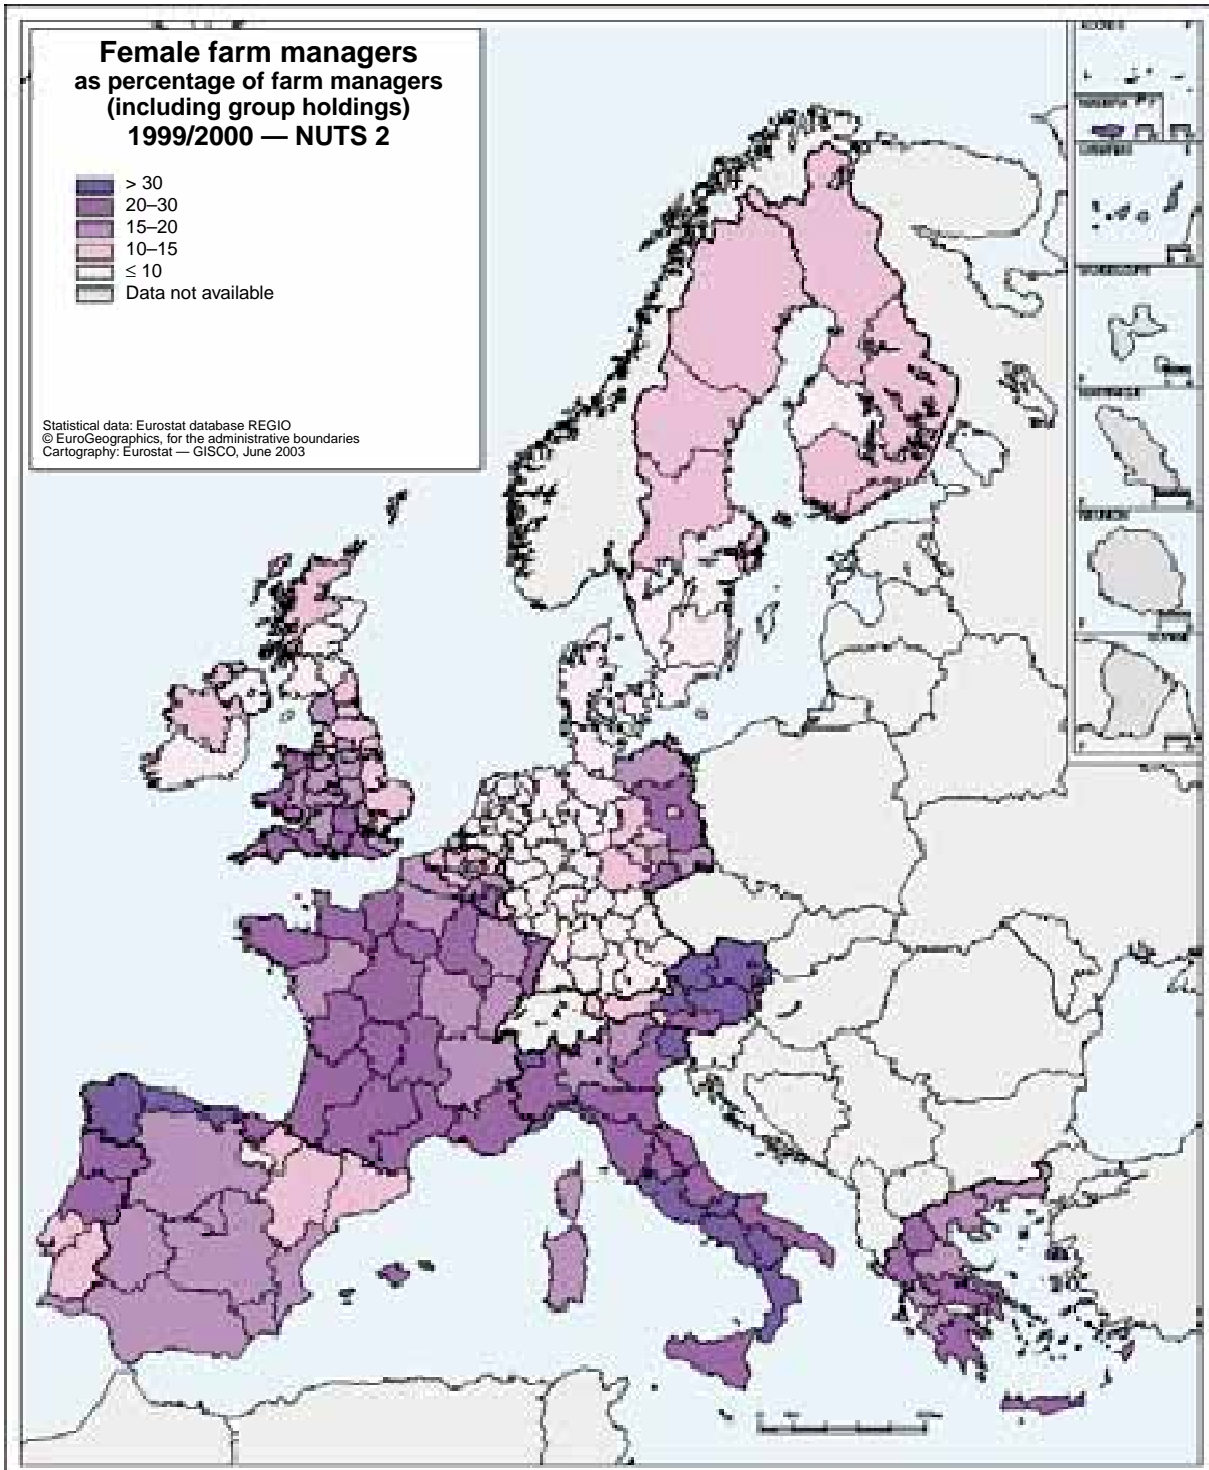 Female farm managers
as percentage of farm managers
(including group holdings)
1999/2000 — NUTS 2
> 30
20–30
15–20
10–15
≤ 10
Data not available
Statistical data: Eurostat database REGIO
© EuroGeographics, for the administrative boundaries
Cartography: Eurostat — GISCO, June 2003